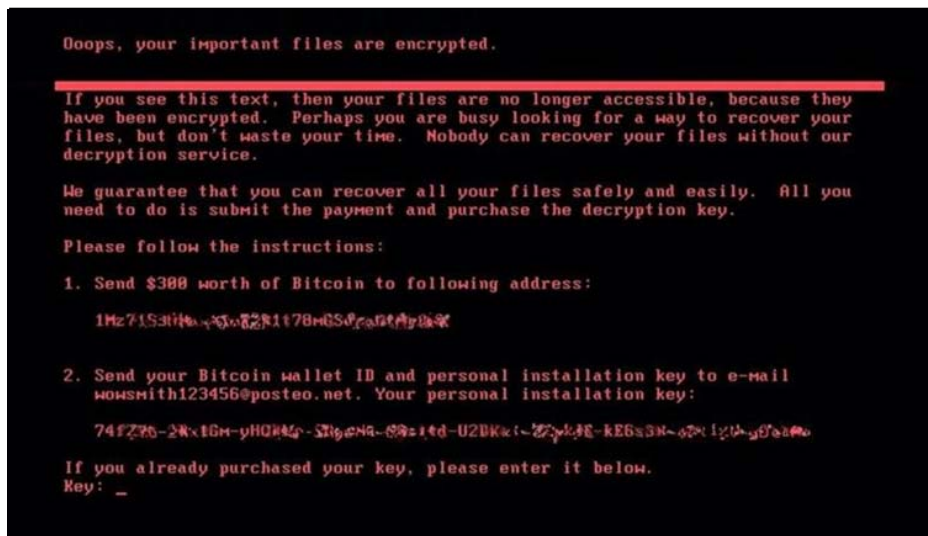 Ooops, your important files are encrypted.
If you see this text, then your files are no longer accessible, because they
have been encrypted. Perhaps you are busy looking for a way to recover your
files, but don't waste your time. Nobody can recover your files without our
decryption service.
We guarantee that you can recover all your files safely and easily. All you
need to do is submit the payment and purchase the decryption key.
Please follow the instructions:
1. Send $300 worth of Bitcoin to following address:
2. Send your Bitcoin wallet ID and personal installation key to e-mail
wowsmith123456@posteo.net. Your personal installation key:
If you already purchased your key, please enter it below.
Key: _